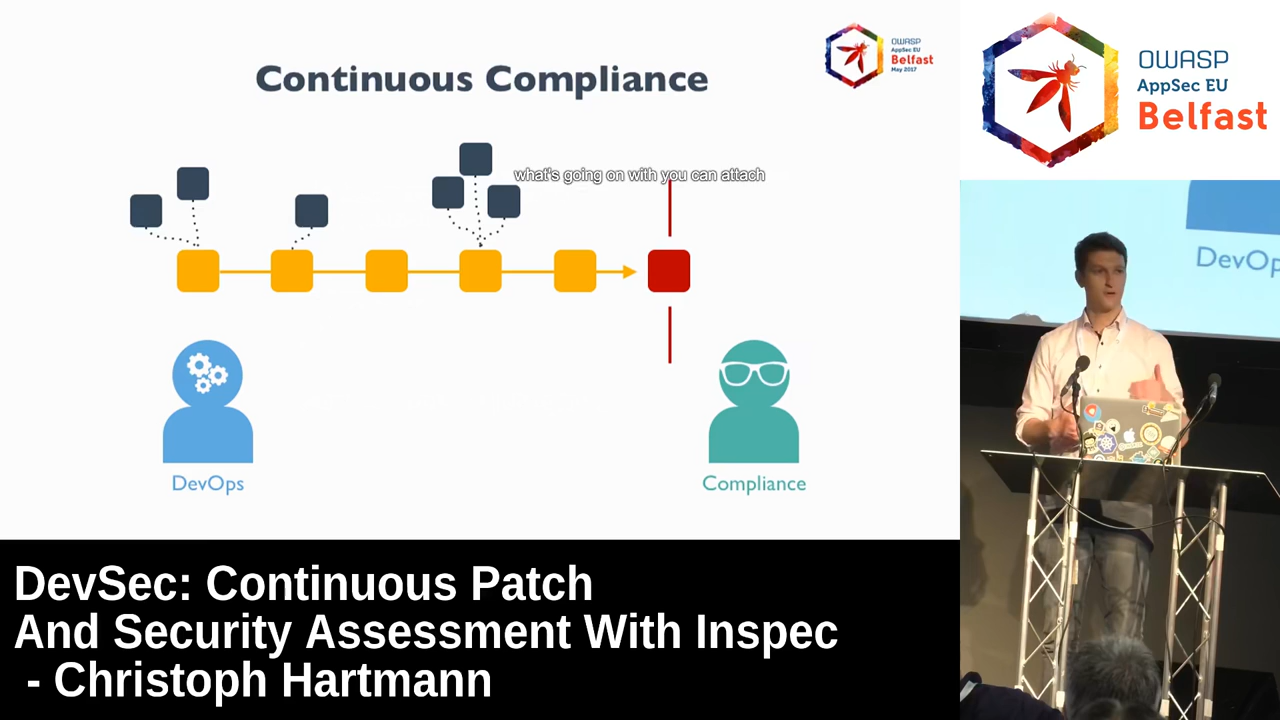 Continuous Compliance
OWASP
AppSec EU
Belfast
May 2017
what's going on with you can attach
DevOps
Compliance
OWASP
AppSec EU
Belfast
DevOp
DevSec: Continuous Patch
And Security Assessment With Inspec
- Christoph Hartmann